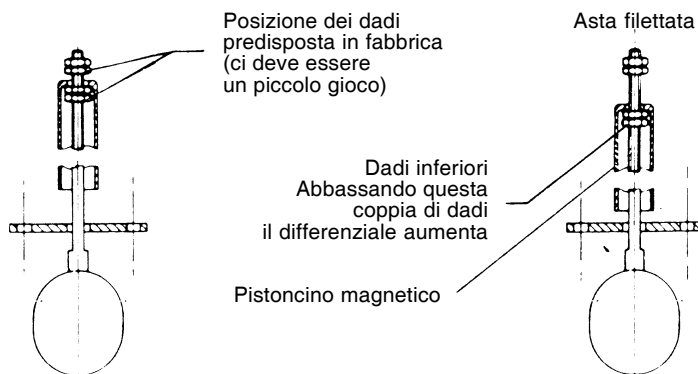 Posizione dei dadi
predisposta in fabbrica
(ci deve essere
un piccolo gioco)
Asta filettata
Dadi inferiori
Abbassando questa
coppia di dadi
il differenziale aumenta
Pistoncino magnetico